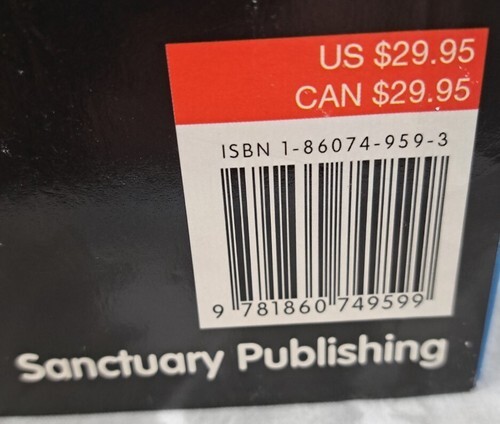 US $29.95
CAN $29.95
ISBN 1-86074-959-3
9 781860 749599
Sanctuary Publishing